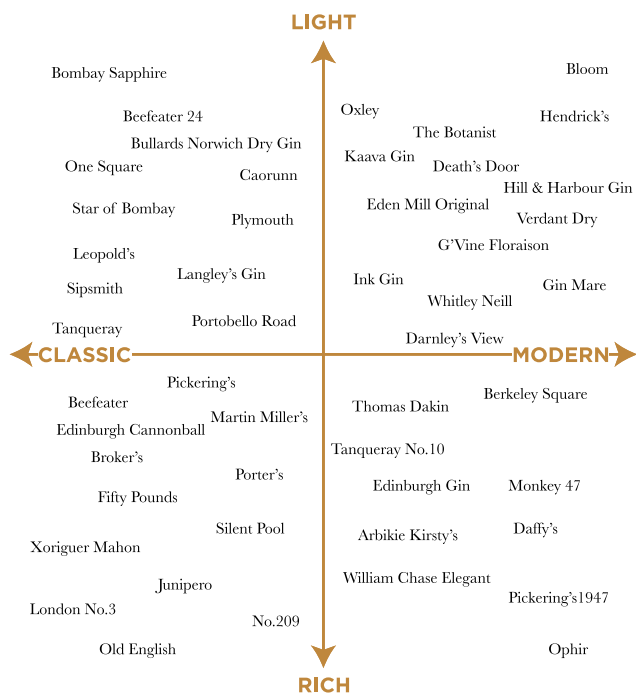 LIGHT
Bombay Sapphire
Bloom
Oxley
Beefeater 24
Hendrick's
The Botanist
Bullards Norwich Dry Gin
Kaava Gin
One Square
Death's Door
Caorunn
Hill & Harbour Gin
Eden Mill Original
Star of Bombay
Plymouth
Verdant Dry
G'Vine Floraison
Leopold's
Langley's Gin
Ink Gin
Gin Mare
Sipsmith
Whitley Neill
Portobello Road
Tanqueray
Darnley's View
CLASSIC
MODERN
Pickering's
Berkeley Square
Beefeater
Thomas Dakin
Martin Miller's
Edinburgh Cannonball
Tanqueray No.10
Broker's
Porter's
Edinburgh Gin
Monkey 47
Fifty Pounds
Silent Pool
Daffy's
Arbikie Kirsty's
Xoriguer Mahon
William Chase Elegant
Junipero
Pickering's1947
London No.3
No.209
Old English
Ophir
RICH